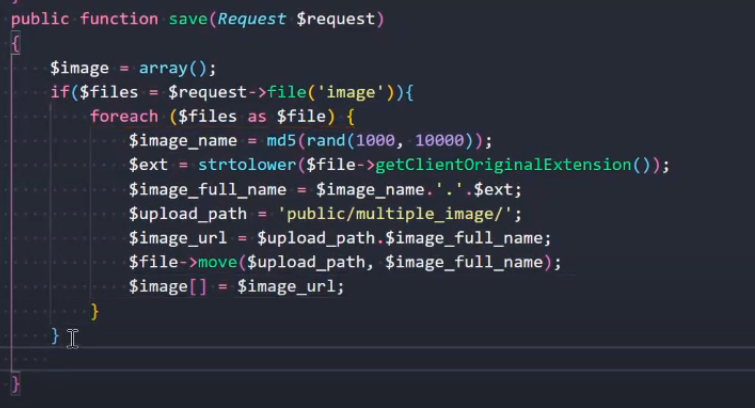 public function save(Request $request)
{
$image = array();
if($files = $request->file('image')){
foreach ($files as $file) {
$image_name = md5(rand(1000, 10000));
$ext = strtolower($file->getClientOriginalExtension());
$image_full_name = $image_name.'.'.$ext;
$upload_path = 'public/multiple_image/';
$image_url = $upload_path.$image_full_name;
$file->move($upload_path, $image_full_name);
$image[] = $image_url;
}
}
}